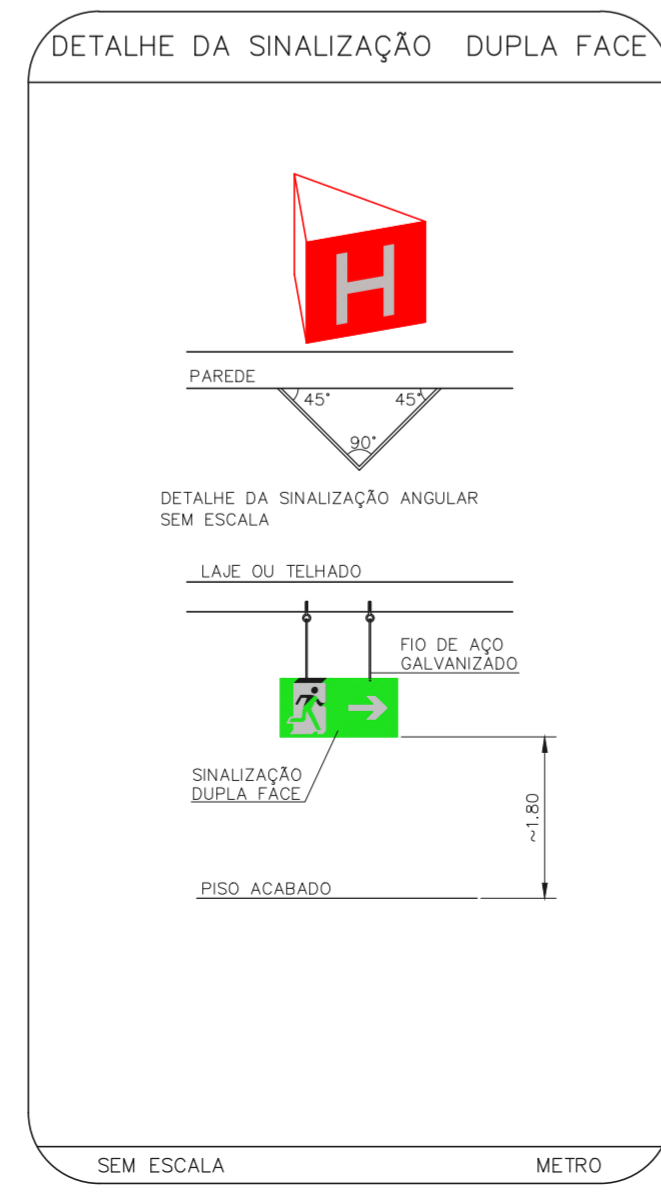 DETALHE DA SINALIZAÇÃO DUPLA FACE
H
PAREDE
45°
45°
90°
DETALHE DA SINALIZAÇÃO ANGULAR
SEM ESCALA
LAJE OU TELHADO
FIO DE AÇO
GALVANIZADO
SINALIZAÇÃO
DUPLA FACE
~1.80
PISO ACABADO
SEM ESCALA
METRO